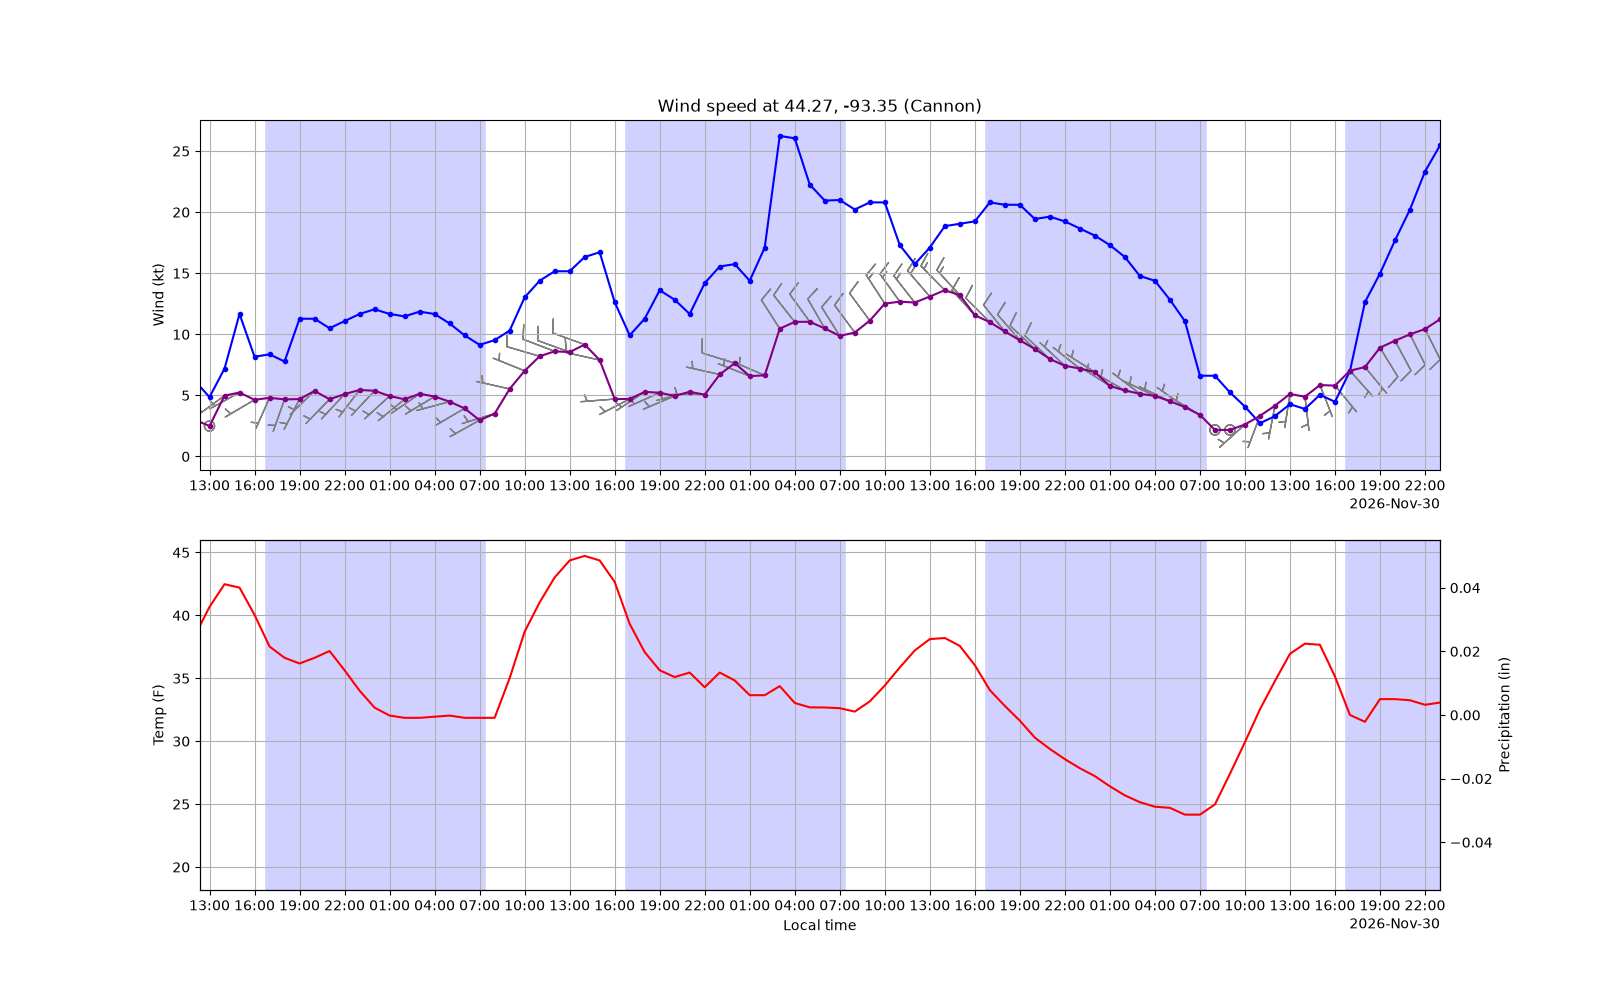 Wind speed at 44.27, -93.35 (Cannon)
Wind (kt)
25
20
15
10
5
0
13:00 16:00 19:00 22:00 01:00 04:00 07:00 10:00 13:00 16:00 19:00 22:00 01:00 04:00 07:00 10:00 13:00 16:00 19:00 22:00 01:00 04:00 07:00 10:00 13:00 16:00 19:00 22:00
2026-Nov-30
Temp (F)
45
40
35
30
25
20
0.04
0.02
0.00
−0.02
−0.04
Precipitation (in)
13:00 16:00 19:00 22:00 01:00 04:00 07:00 10:00 13:00 16:00 19:00 22:00 01:00 04:00 07:00 10:00 13:00 16:00 19:00 22:00 01:00 04:00 07:00 10:00 13:00 16:00 19:00 22:00
Local time
2026-Nov-30